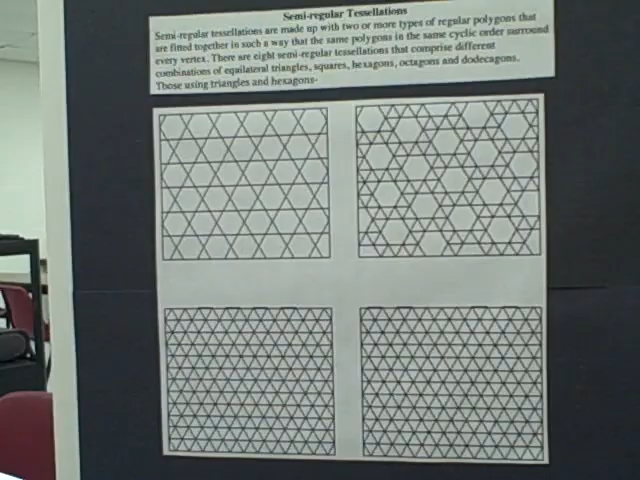 Semi-regular Tessellations
Semi-regular tessellations are made up with two or more types of regular polygons that
are fitted together in such a way that the same polygons in the same cyclic order surround
every vertex. There are eight semi-regular tessellations that comprise different
combinations of equilateral triangles, squares, hexagons, octagons and dodecagons.
Those using triangles and hexagons-